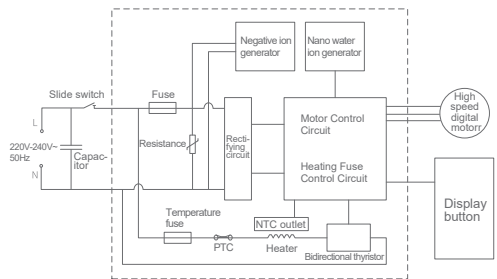 Negative ion
generator
Nano water
ion generator
Slide switch
Fuse
L
220V-240V~
50Hz
Capac-
itor
N
Resistance
Recti-
fying
circuit
Motor Control
Circuit
Heating Fuse
Control Circuit
High
speed
digital
motorr
Temperature
fuse
PTC
NTC outlet
Heater
Bidirectional thyristor
Display
button